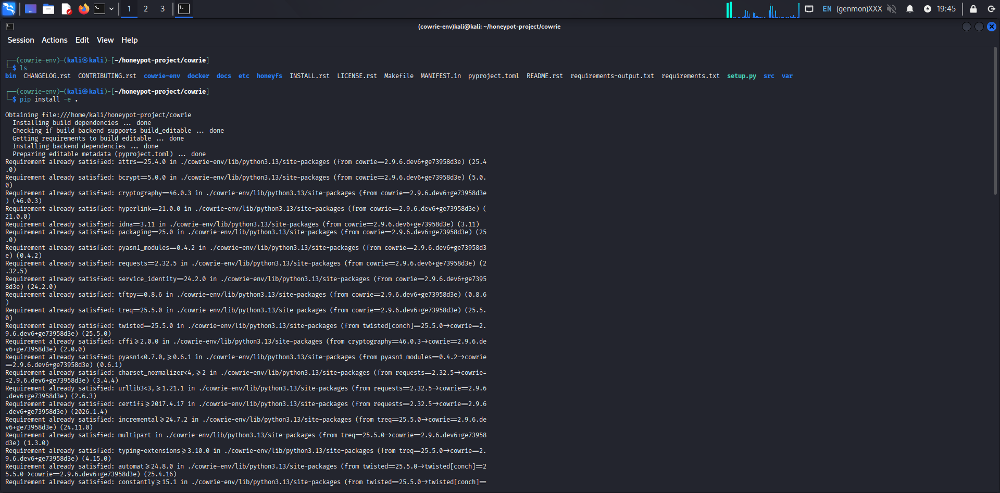 1 2 3 EN (genmon)XXX 19:45
(cowrie-env)kali@kali: ~/honeypot-project/cowrie
Session Actions Edit View Help
┌──(cowrie-env)─(kali㉿kali)-[~/honeypot-project/cowrie]
└─$ ls
bin CHANGELOG.rst CONTRIBUTING.rst cowrie-env docker docs etc honeyfs INSTALL.rst LICENSE.rst Makefile MANIFEST.in pyproject.toml README.rst requirements-output.txt requirements.txt setup.py src var
┌──(cowrie-env)─(kali㉿kali)-[~/honeypot-project/cowrie]
└─$ pip install -e .
Obtaining file:///home/kali/honeypot-project/cowrie
Installing build dependencies ... done
Checking if build backend supports build_editable ... done
Getting requirements to build editable ... done
Installing backend dependencies ... done
Preparing editable metadata (pyproject.toml) ... done
Requirement already satisfied: attrs==25.4.0 in ./cowrie-env/lib/python3.13/site-packages (from cowrie==2.9.6.dev6+ge73958d3e) (25.4
.0)
Requirement already satisfied: bcrypt==5.0.0 in ./cowrie-env/lib/python3.13/site-packages (from cowrie==2.9.6.dev6+ge73958d3e) (5.0.
0)
Requirement already satisfied: cryptography==46.0.3 in ./cowrie-env/lib/python3.13/site-packages (from cowrie==2.9.6.dev6+ge73958d3e
) (46.0.3)
Requirement already satisfied: hyperlink==21.0.0 in ./cowrie-env/lib/python3.13/site-packages (from cowrie==2.9.6.dev6+ge73958d3e) (
21.0.0)
Requirement already satisfied: idna==3.11 in ./cowrie-env/lib/python3.13/site-packages (from cowrie==2.9.6.dev6+ge73958d3e) (3.11)
Requirement already satisfied: packaging==25.0 in ./cowrie-env/lib/python3.13/site-packages (from cowrie==2.9.6.dev6+ge73958d3e) (25
.0)
Requirement already satisfied: pyasn1_modules==0.4.2 in ./cowrie-env/lib/python3.13/site-packages (from cowrie==2.9.6.dev6+ge73958d3
e) (0.4.2)
Requirement already satisfied: requests==2.32.5 in ./cowrie-env/lib/python3.13/site-packages (from cowrie==2.9.6.dev6+ge73958d3e) (2
.32.5)
Requirement already satisfied: service_identity==24.2.0 in ./cowrie-env/lib/python3.13/site-packages (from cowrie==2.9.6.dev6+ge7395
8d3e) (24.2.0)
Requirement already satisfied: tftpy==0.8.6 in ./cowrie-env/lib/python3.13/site-packages (from cowrie==2.9.6.dev6+ge73958d3e) (0.8.6
)
Requirement already satisfied: treq==25.5.0 in ./cowrie-env/lib/python3.13/site-packages (from cowrie==2.9.6.dev6+ge73958d3e) (25.5.
0)
Requirement already satisfied: twisted==25.5.0 in ./cowrie-env/lib/python3.13/site-packages (from twisted[conch]==25.5.0->cowrie==2.
9.6.dev6+ge73958d3e) (25.5.0)
Requirement already satisfied: cffi>=2.0.0 in ./cowrie-env/lib/python3.13/site-packages (from cryptography==46.0.3->cowrie==2.9.6.de
v6+ge73958d3e) (2.0.0)
Requirement already satisfied: pyasn1<0.7.0,>=0.6.1 in ./cowrie-env/lib/python3.13/site-packages (from pyasn1_modules==0.4.2->cowrie
==2.9.6.dev6+ge73958d3e) (0.6.1)
Requirement already satisfied: charset_normalizer<4,>=2 in ./cowrie-env/lib/python3.13/site-packages (from requests==2.32.5->cowrie=
=2.9.6.dev6+ge73958d3e) (3.4.4)
Requirement already satisfied: urllib3<3,>=1.21.1 in ./cowrie-env/lib/python3.13/site-packages (from requests==2.32.5->cowrie==2.9.6
.dev6+ge73958d3e) (2.6.3)
Requirement already satisfied: certifi>=2017.4.17 in ./cowrie-env/lib/python3.13/site-packages (from requests==2.32.5->cowrie==2.9.6
.dev6+ge73958d3e) (2026.1.4)
Requirement already satisfied: incremental>=24.7.2 in ./cowrie-env/lib/python3.13/site-packages (from treq==25.5.0->cowrie==2.9.6.de
v6+ge73958d3e) (24.11.0)
Requirement already satisfied: multipart in ./cowrie-env/lib/python3.13/site-packages (from treq==25.5.0->cowrie==2.9.6.dev6+ge73958
d3e) (1.3.0)
Requirement already satisfied: typing-extensions>=3.10.0 in ./cowrie-env/lib/python3.13/site-packages (from treq==25.5.0->cowrie==2.
9.6.dev6+ge73958d3e) (4.15.0)
Requirement already satisfied: automat>=24.8.0 in ./cowrie-env/lib/python3.13/site-packages (from twisted==25.5.0->twisted[conch]==2
5.5.0->cowrie==2.9.6.dev6+ge73958d3e) (25.4.16)
Requirement already satisfied: constantly>=15.1 in ./cowrie-env/lib/python3.13/site-packages (from twisted==25.5.0->twisted[conch]==